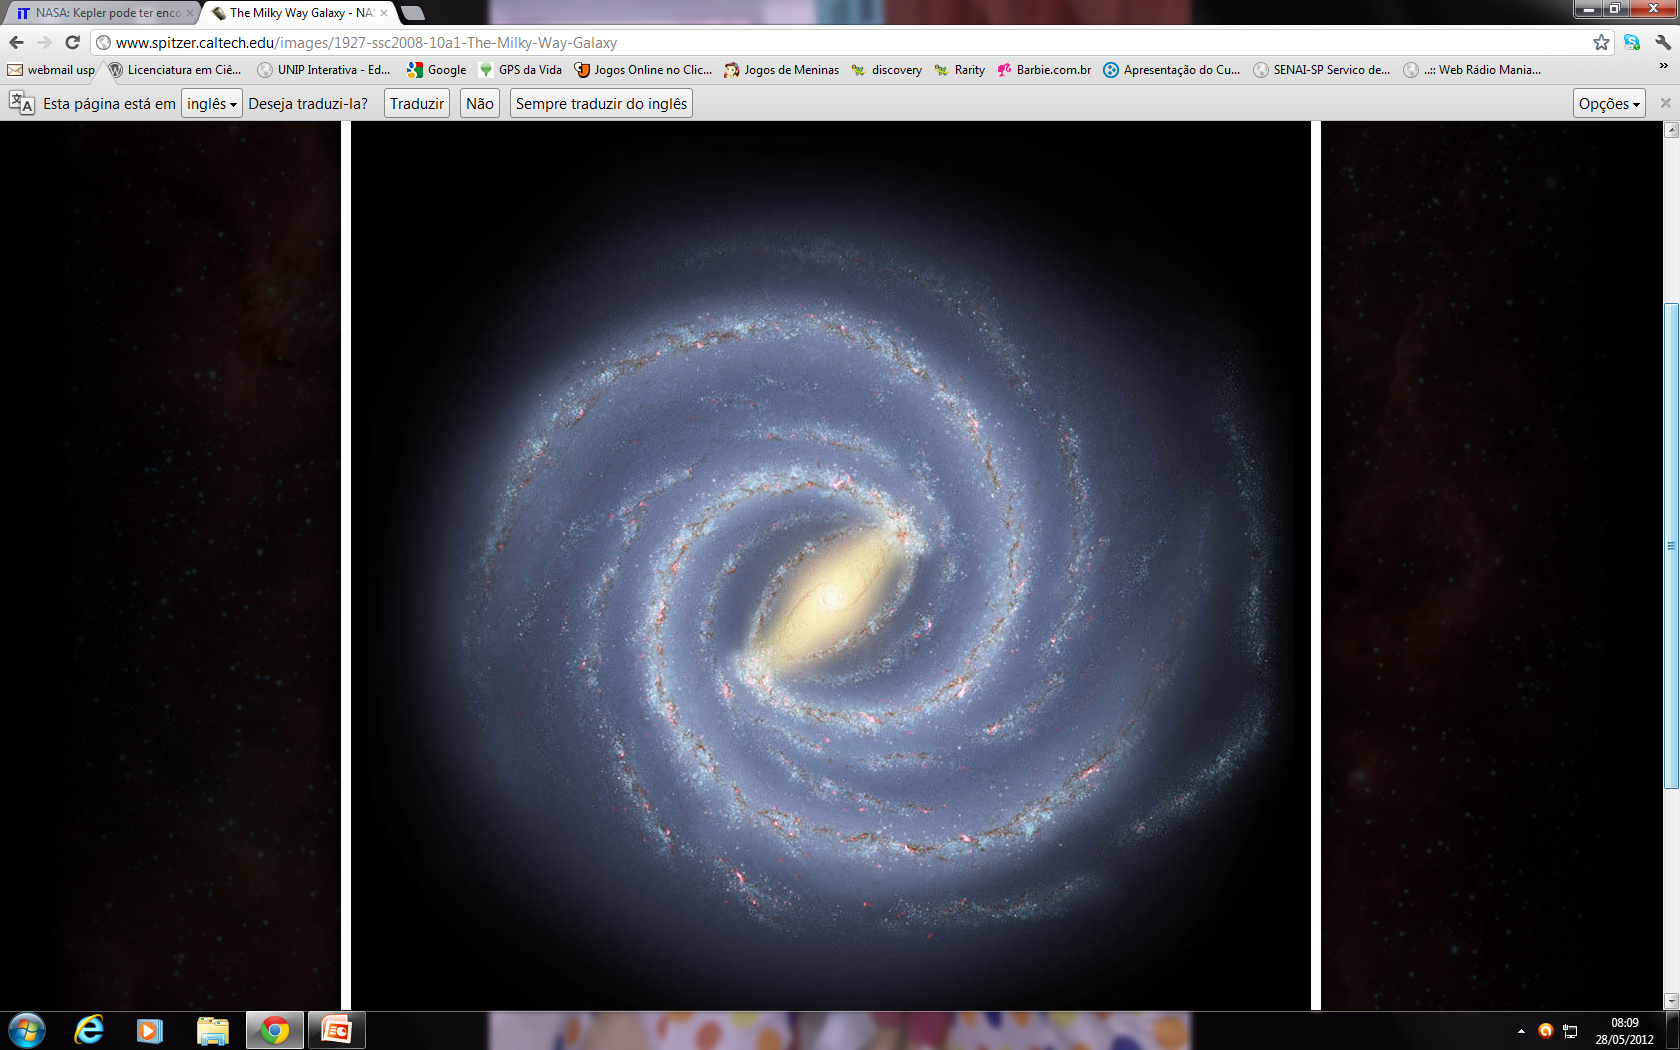 NASA: Kepler pode ter enco
The Milky Way Galaxy - NA
www.spitzer.caltech.edu/images/1927-ssc2008-10a1-The-Milky-Way-Galaxy
webmail usp Licenciatura em Ciê... UNIP Interativa - Ed... Google GPS da Vida Jogos Online no Clic... Jogos de Meninas discovery Rarity Barbie.com.br Apresentação do Cu... SENAI-SP Servico de... ..:: Web Rádio Mania... »
Esta página está em inglês Deseja traduzi-la? Traduzir Não Sempre traduzir do inglês Opções
08:09
28/05/2012